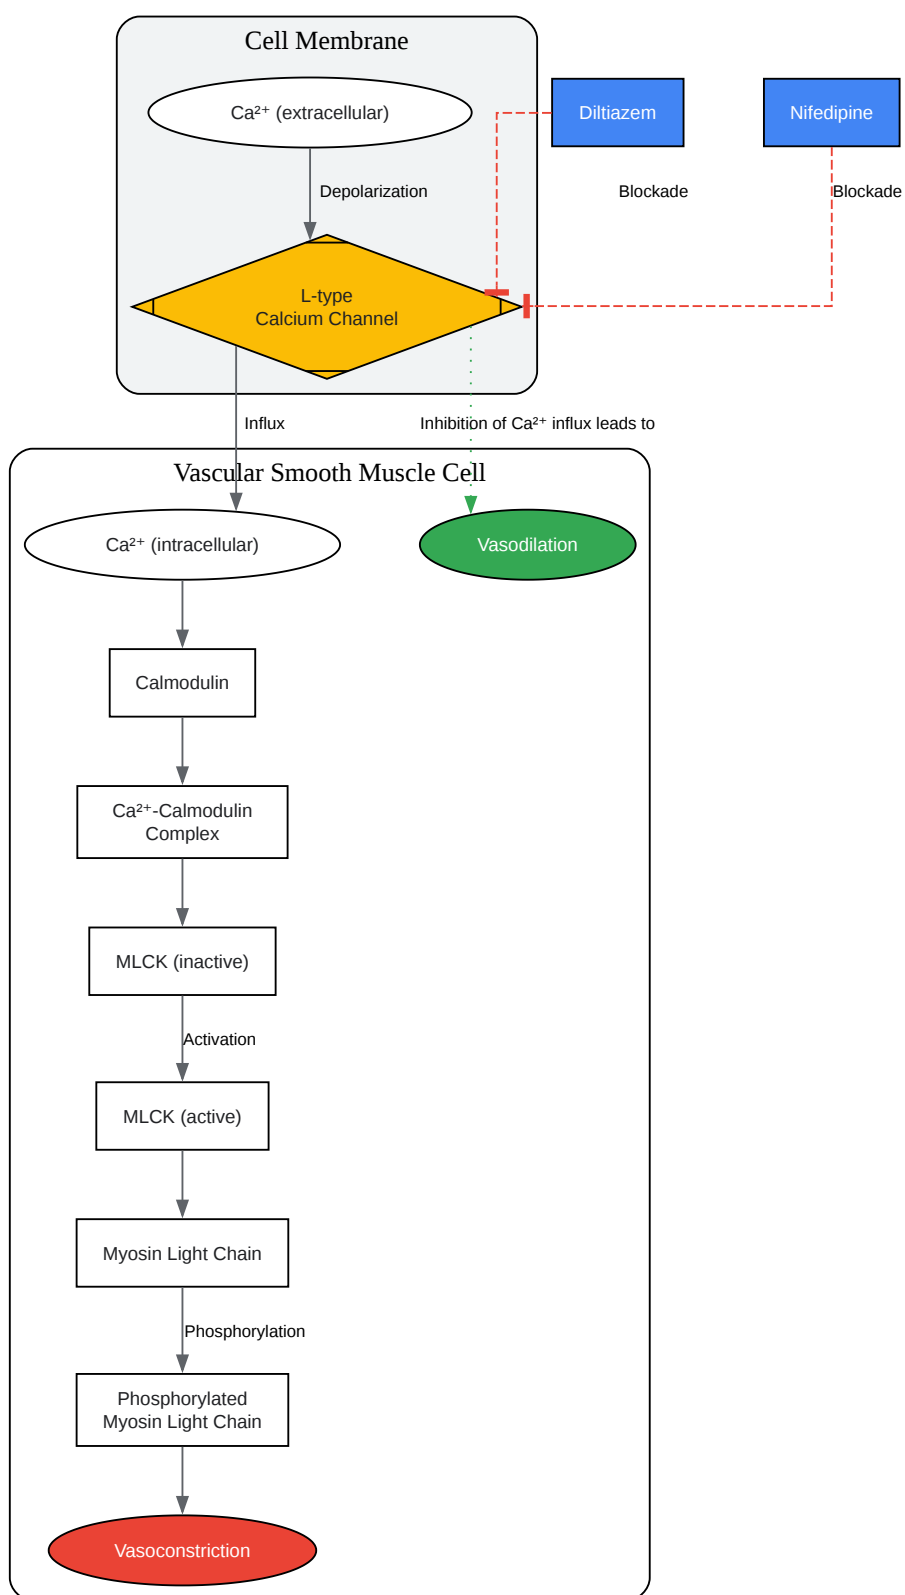 Cell Membrane
Ca²⁺ (extracellular)
Diltiazem
Nifedipine
Depolarization
Blockade
Blockade
L-type
Calcium Channel
Influx
Inhibition of Ca²⁺ influx leads to
Vascular Smooth Muscle Cell
Ca²⁺ (intracellular)
Vasodilation
Calmodulin
Ca²⁺-Calmodulin
Complex
MLCK (inactive)
Activation
MLCK (active)
Myosin Light Chain
Phosphorylation
Phosphorylated
Myosin Light Chain
Vasoconstriction